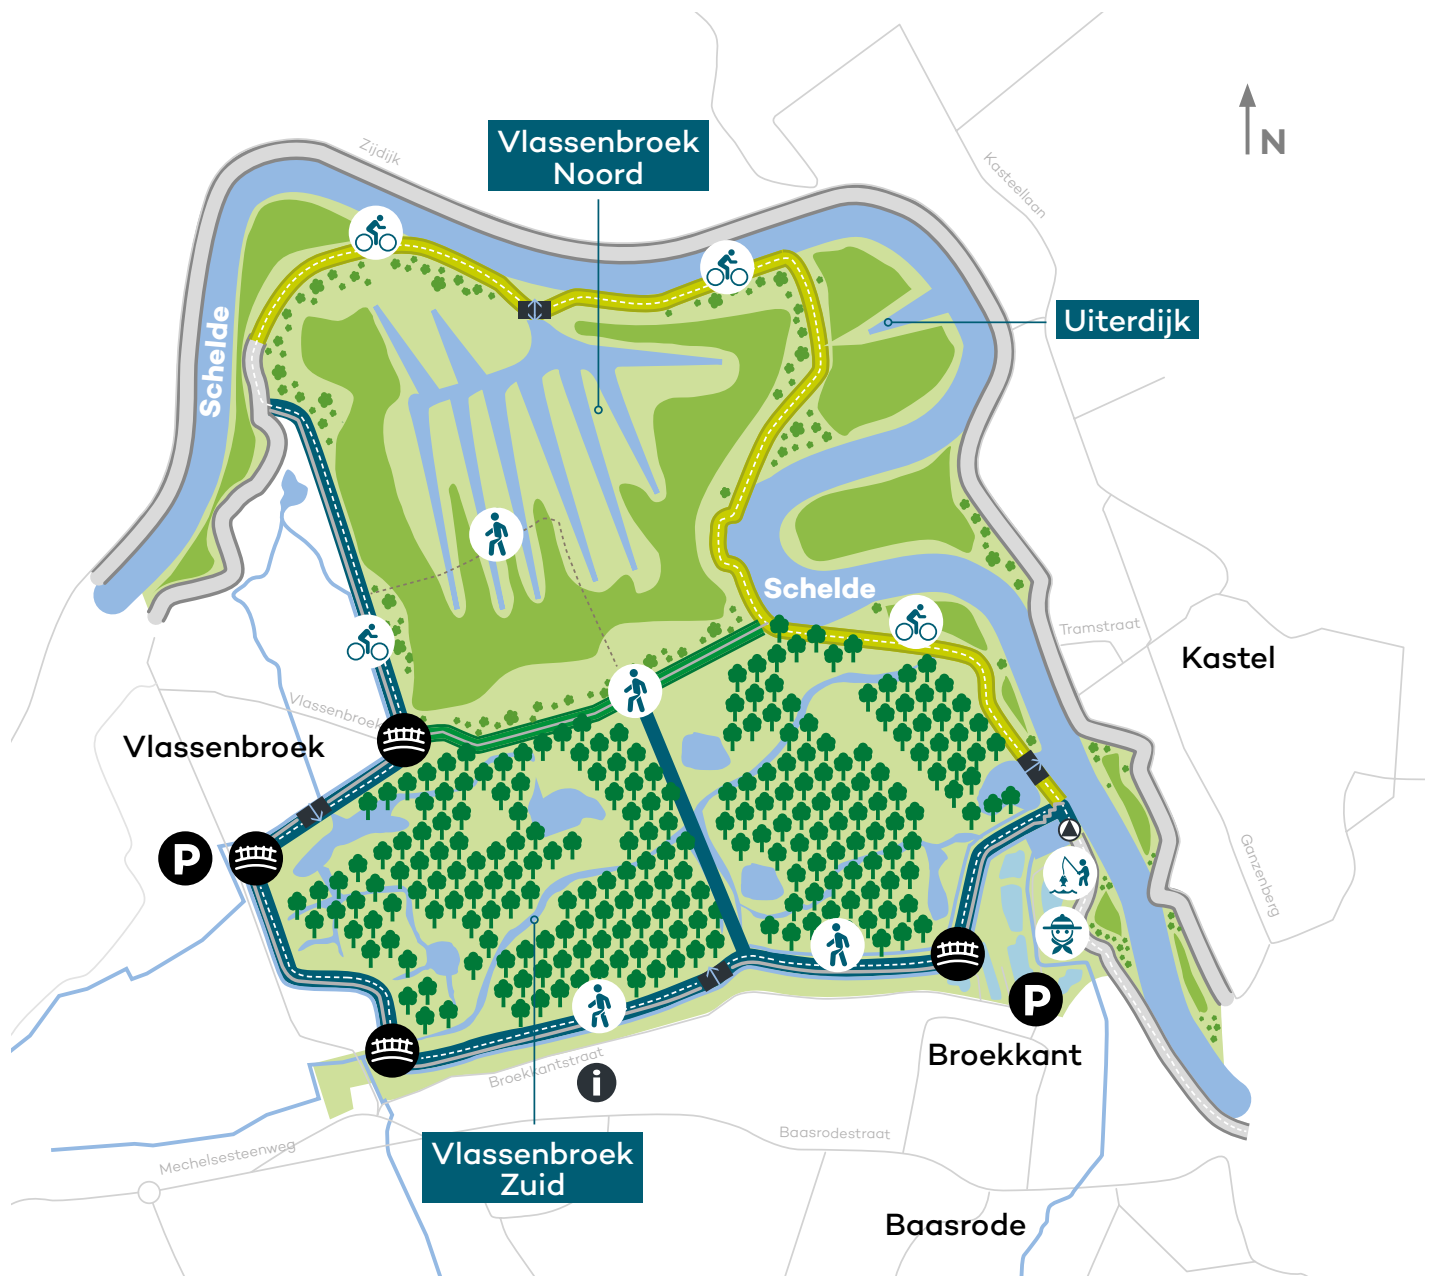 Zijdijk
Vlassenbroek
Noord
N
Kasteellaan
Schelde
Uiterdijk
Schelde
Tramstraat
Kastel
Vlassenbroek
Vlassenbroek
P
Ganzenberg
P
Broekkant
Broekkantstraat
i
Baasrodestraat
Vlassenbroek
Zuid
Mechelsesteenweg
Baasrode